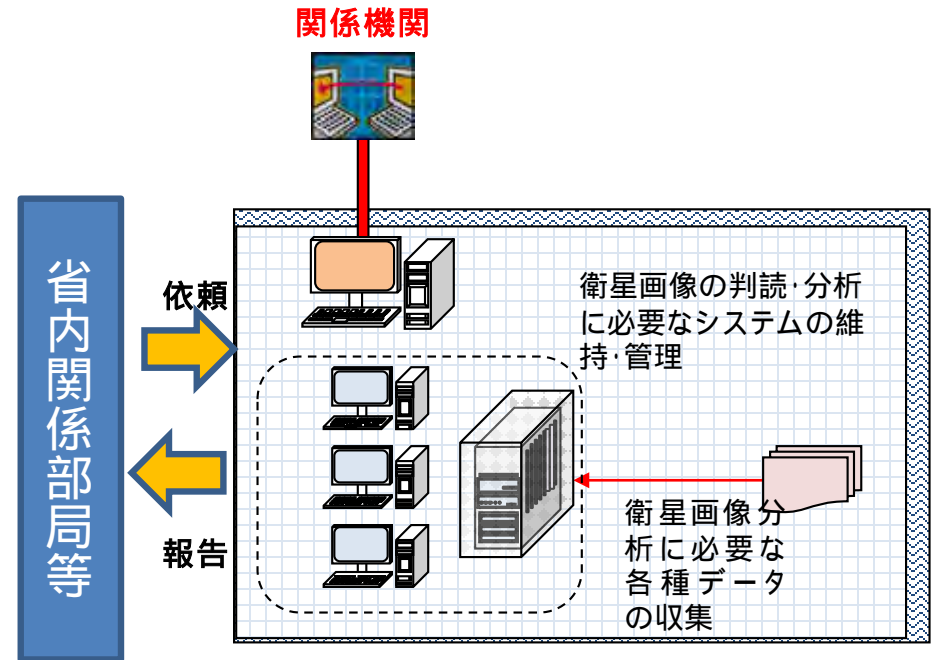 関係機関
省内関係部局等
依頼
報告
衛星画像の判読･分析
に必要なシステムの維
持･管理
衛星画像分
析に必要な
各種データ
の収集